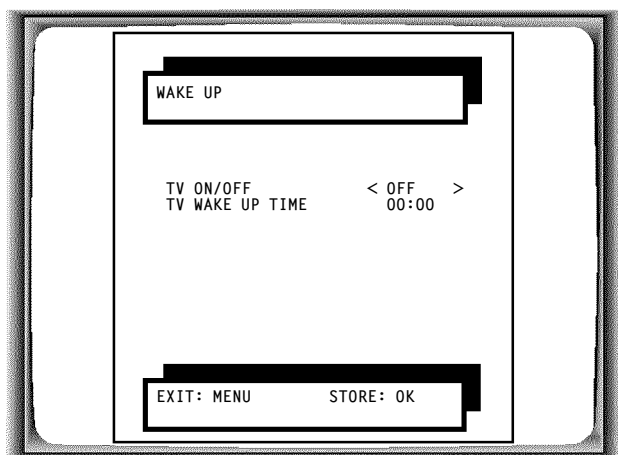 WAKE UP
TV ON/OFF < OFF >
TV WAKE UP TIME 00:00
EXIT: MENU STORE: OK